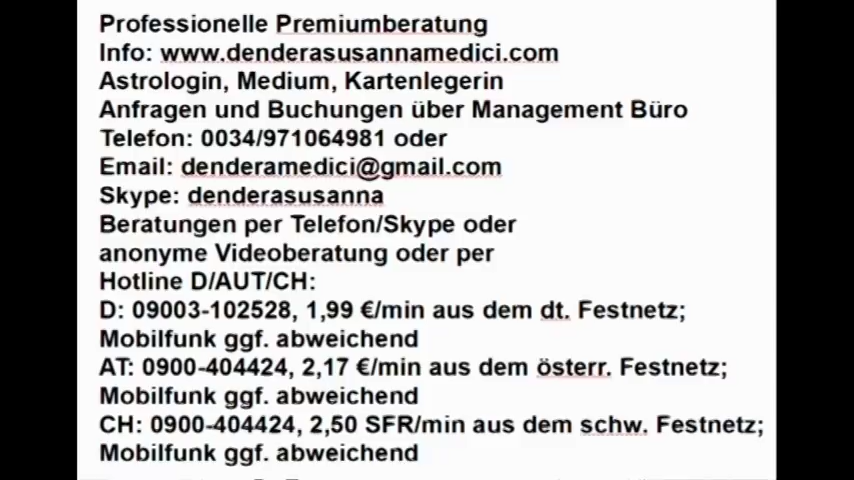 Professionelle Premiumberatung
Info: www.denderasusannamedici.com
Astrologin, Medium, Kartenlegerin
Anfragen und Buchungen über Management Büro
Telefon: 0034/971064981 oder
Email: denderamedici@gmail.com
Skype: denderasusanna
Beratungen per Telefon/Skype oder
anonyme Videoberatung oder per
Hotline D/AUT/CH:
D: 09003-102528, 1,99 €/min aus dem dt. Festnetz;
Mobilfunk ggf. abweichend
AT: 0900-404424, 2,17 €/min aus dem österr. Festnetz;
Mobilfunk ggf. abweichend
CH: 0900-404424, 2,50 SFR/min aus dem schw. Festnetz;
Mobilfunk ggf. abweichend